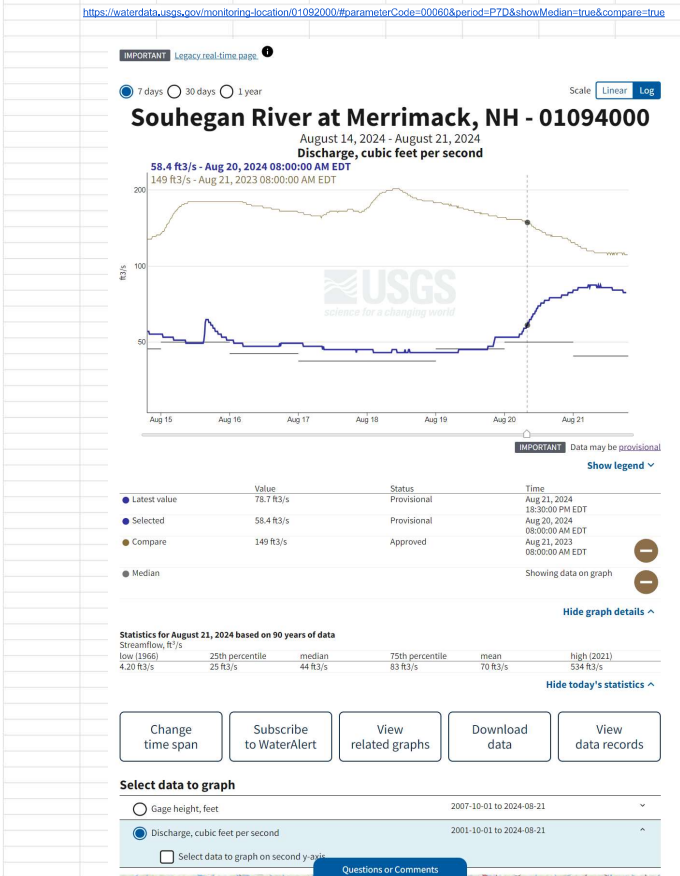 https://waterdata.usgs.gov/monitoring-location/01092000/#parameterCode=00060&period=P7D&showMedian=true&compare=true
IMPORTANT Legacy real-time page i
7 days 30 days 1 year Scale Linear Log
Souhegan River at Merrimack, NH - 01094000
August 14, 2024 - August 21, 2024
Discharge, cubic feet per second
58.4 ft3/s - Aug 20, 2024 08:00:00 AM EDT
149 ft3/s - Aug 21, 2023 08:00:00 AM EDT
200
100
ft3/s
USGS
science for a changing world
50
Aug 15 Aug 16 Aug 17 Aug 18 Aug 19 Aug 20 Aug 21
IMPORTANT Data may be provisional
Show legend
Value Status Time
Latest value 78.7 ft3/s Provisional Aug 21, 2024
18:30:00 PM EDT
Selected 58.4 ft3/s Provisional Aug 20, 2024
08:00:00 AM EDT
Compare 149 ft3/s Approved Aug 21, 2023
08:00:00 AM EDT
Median Showing data on graph
Hide graph details
Statistics for August 21, 2024 based on 90 years of data
Streamflow, ft³/s
low (1966) 25th percentile median 75th percentile mean high (2021)
4.20 ft3/s 25 ft3/s 44 ft3/s 83 ft3/s 70 ft3/s 534 ft3/s
Hide today's statistics
Change Subscribe View Download View
time span to WaterAlert related graphs data data records
Select data to graph
Gage height, feet 2007-10-01 to 2024-08-21
Discharge, cubic feet per second 2001-10-01 to 2024-08-21
Select data to graph on second y-axis
Questions or Comments